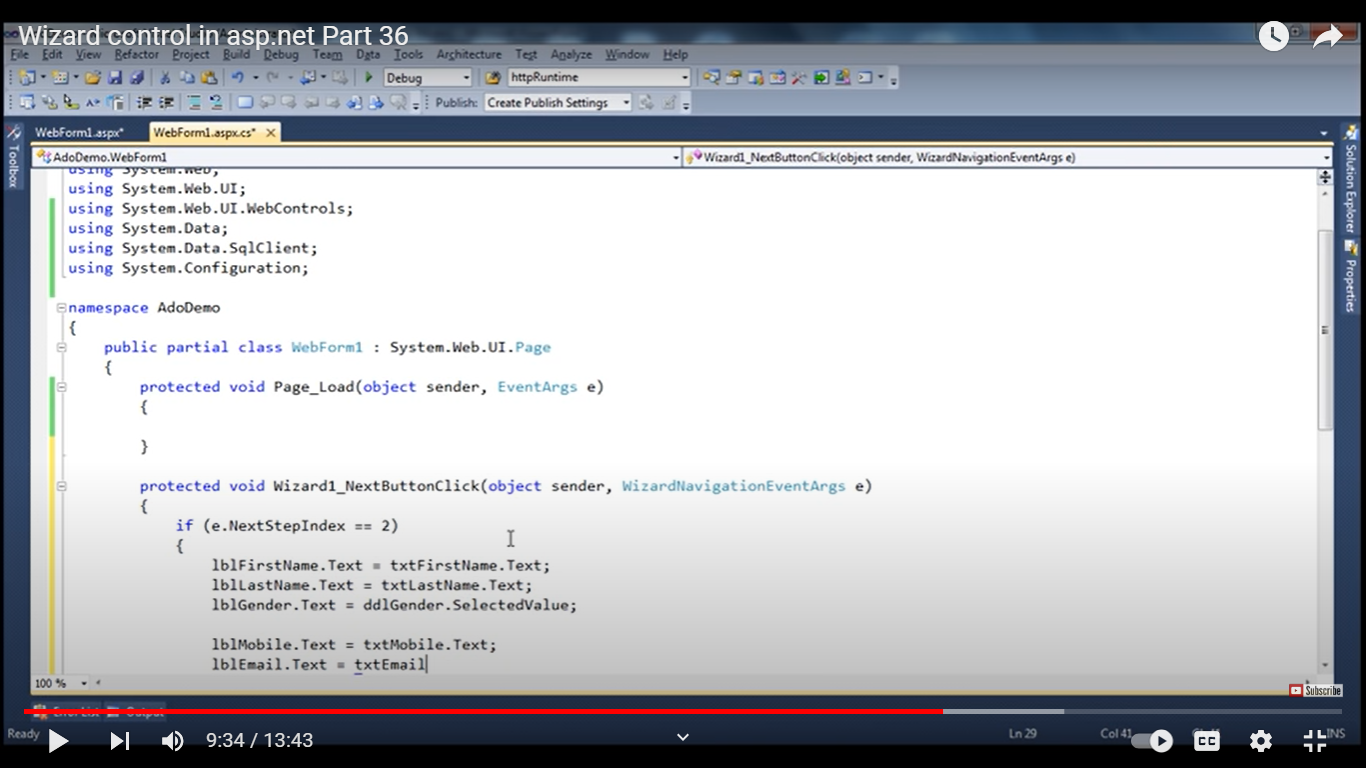 Wizard control in asp.net Part 36
File Edit View Refactor Project Build Debug Team Data Tools Architecture Test Analyze Window Help
Debug httpRuntime
Publish: Create Publish Settings
WebForm1.aspx* WebForm1.aspx.cs*
Toolbox
AdoDemo.WebForm1 Wizard1_NextButtonClick(object sender, WizardNavigationEventArgs e)
Solution Explorer
Properties
using System.Web;
using System.Web.UI;
using System.Web.UI.WebControls;
using System.Data;
using System.Data.SqlClient;
using System.Configuration;
namespace AdoDemo
{
public partial class WebForm1 : System.Web.UI.Page
{
protected void Page_Load(object sender, EventArgs e)
{
}
protected void Wizard1_NextButtonClick(object sender, WizardNavigationEventArgs e)
{
if (e.NextStepIndex == 2)
{
lblFirstName.Text = txtFirstName.Text;
lblLastName.Text = txtLastName.Text;
lblGender.Text = ddlGender.SelectedValue;
lblMobile.Text = txtMobile.Text;
lblEmail.Text = txtEmail
100 %
Subscribe
Error List Output
Ready Ln 29 Col 41 INS
9:34 / 13:43
CC